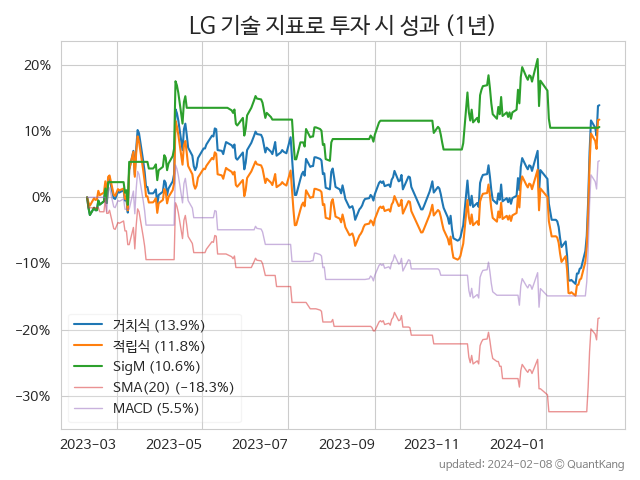 LG 기술 지표로 투자 시 성과 (1년)
20%
10%
0%
−10%
−20%
−30%
거치식 (13.9%)
적립식 (11.8%)
SigM (10.6%)
SMA(20) (−18.3%)
MACD (5.5%)
2023-03 2023-05 2023-07 2023-09 2023-11 2024-01
updated: 2024-02-08 ⓒ QuantKang